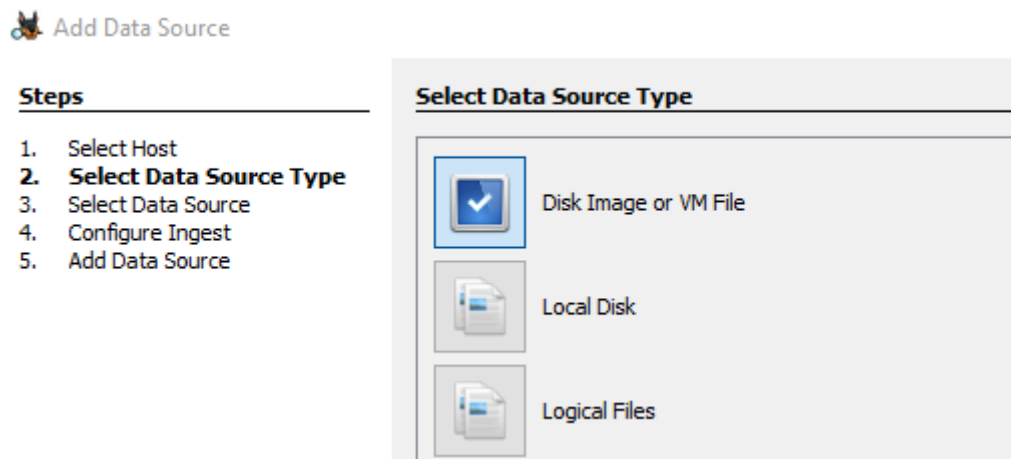 Add Data Source
Steps
1. Select Host
2. Select Data Source Type
3. Select Data Source
4. Configure Ingest
5. Add Data Source
Select Data Source Type
Disk Image or VM File
Local Disk
Logical Files